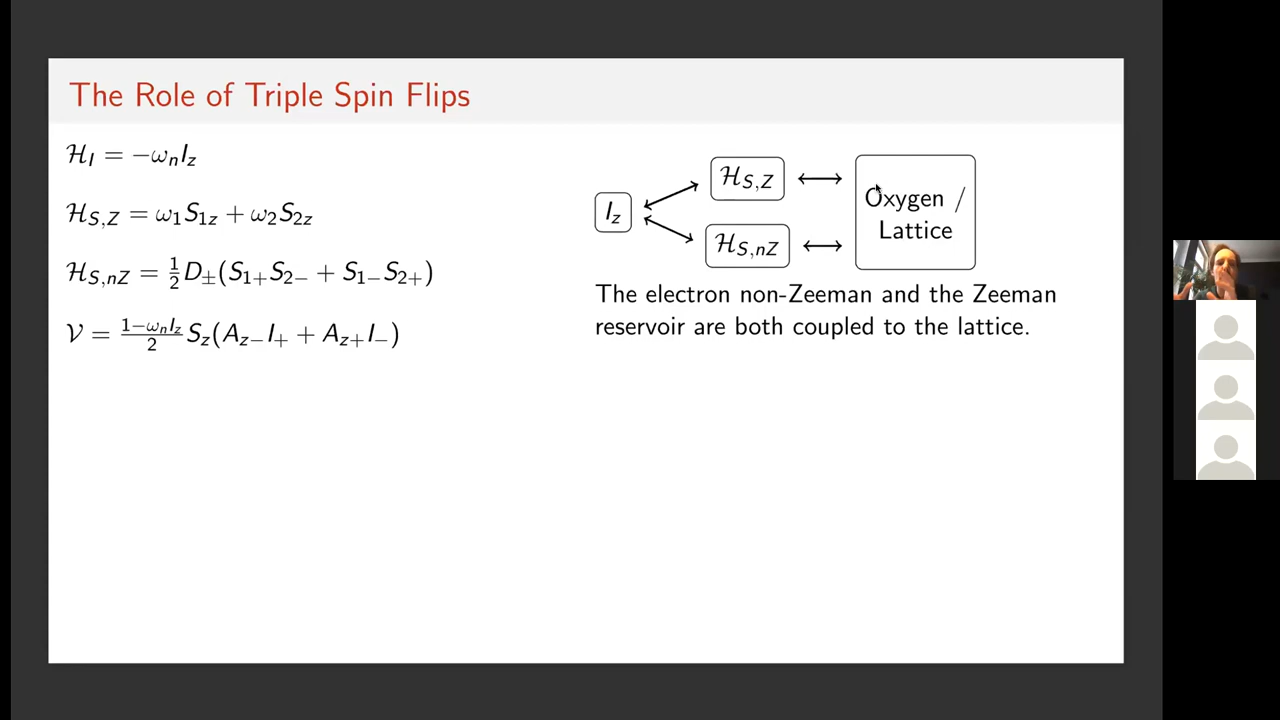 The Role of Triple Spin Flips
ℋ_I = −ω_n I_z
ℋ_{S,Z} = ω_1 S_{1z} + ω_2 S_{2z}
ℋ_{S,nZ} = 1/2 D_±(S_{1+}S_{2−} + S_{1−}S_{2+})
𝒱 = (1−ω_n I_z)/2 S_z(A_{z−}I_+ + A_{z+}I_−)
I_z
ℋ_{S,Z}
ℋ_{S,nZ}
Oxygen /
Lattice
The electron non-Zeeman and the Zeeman
reservoir are both coupled to the lattice.